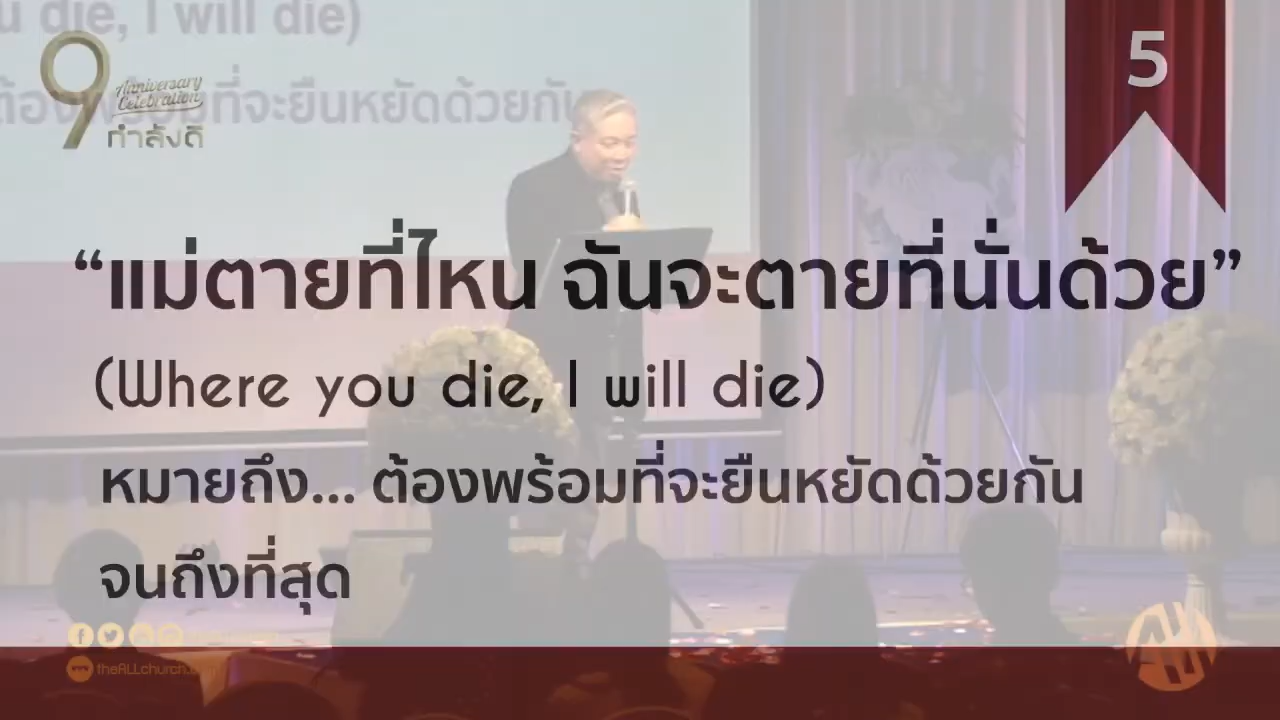 u die, I will die)
ต้องพร้อมที่จะยืนหยัดด้วยกัน
9 Anniversary
Celebration
กำลังดี
5
“แม่ตายที่ไหน ฉันจะตายที่นั่นด้วย”
(Where you die, I will die)
หมายถึง... ต้องพร้อมที่จะยืนหยัดด้วยกัน
จนถึงที่สุด
theALLchurch.com